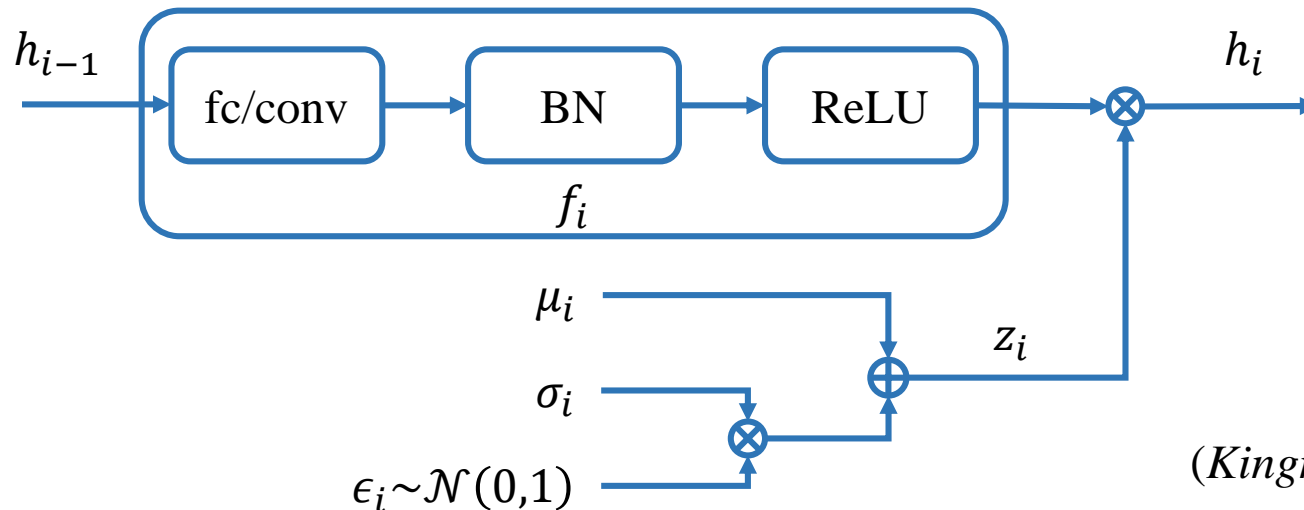 h_{i−1}
h_i
fc/conv
BN
ReLU
f_i
μ_i
z_i
σ_i
ϵ_i~𝒩(0,1)